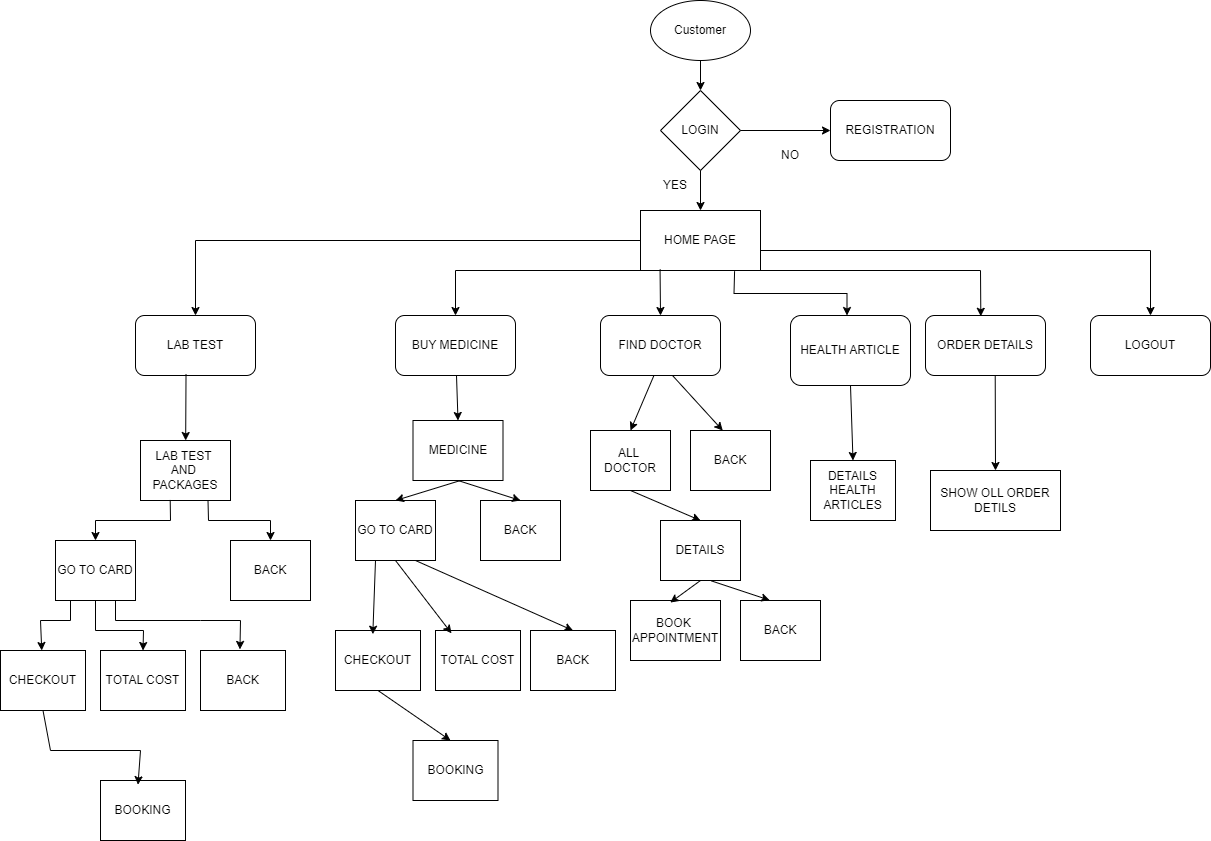 Customer
LOGIN
REGISTRATION
NO
YES
HOME PAGE
LAB TEST
BUY MEDICINE
FIND DOCTOR
HEALTH ARTICLE
ORDER DETAILS
LOGOUT
LAB TEST
AND
PACKAGES
MEDICINE
ALL
DOCTOR
BACK
DETAILS
HEALTH
ARTICLES
SHOW OLL ORDER
DETILS
GO TO CARD
BACK
GO TO CARD
BACK
DETAILS
CHECKOUT
TOTAL COST
BACK
CHECKOUT
TOTAL COST
BACK
BOOK
APPOINTMENT
BACK
BOOKING
BOOKING